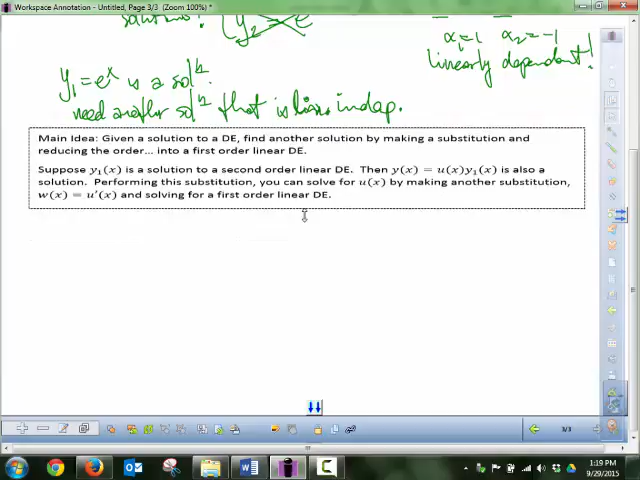 Workspace Annotation - Untitled, Page 3/3 (Zoom 200%) *
α₁=1 α₂=-1
linearly dependent!
y₁=eˣ is a solⁿ.
need another solⁿ that is lin. indep.
Main Idea: Given a solution to a DE, find another solution by making a substitution and
reducing the order... into a first order linear DE.
Suppose y₁(x) is a solution to a second order linear DE. Then y(x) = u(x)y₁(x) is also a
solution. Performing this substitution, you can solve for u(x) by making another substitution,
w(x) = u′(x) and solving for a first order linear DE.
3/3
1:19 PM
9/29/2015